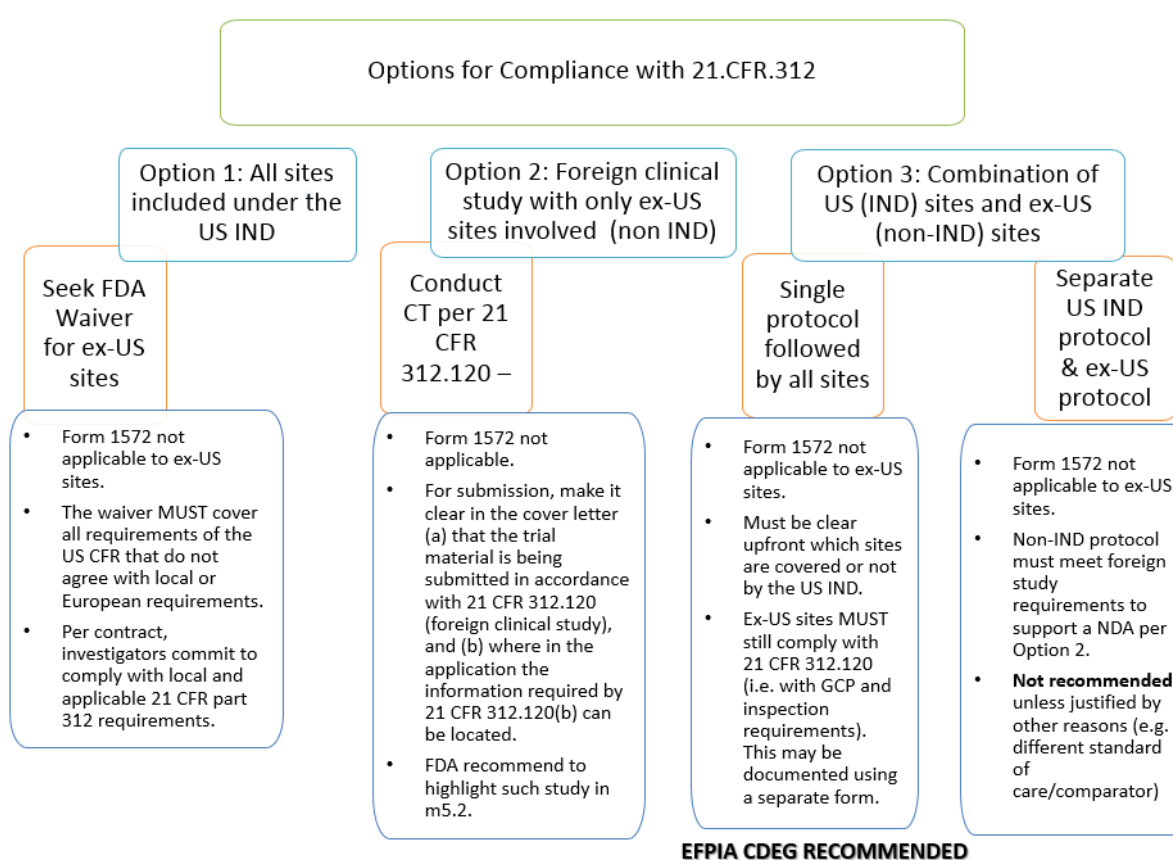 Options for Compliance with 21.CFR.312
Option 1: All sites
included under the
US IND
Option 2: Foreign clinical
study with only ex-US
sites involved (non IND)
Option 3: Combination of
US (IND) sites and ex-US
(non-IND) sites
Seek FDA
Waiver
for ex-US
sites
• Form 1572 not
applicable to ex-US
sites.
• The waiver MUST cover
all requirements of the
US CFR that do not
agree with local or
European requirements.
• Per contract,
investigators commit to
comply with local and
applicable 21 CFR part
312 requirements.
Conduct
CT per 21
CFR
312.120 –
• Form 1572 not
applicable.
• For submission, make it
clear in the cover letter
(a) that the trial
material is being
submitted in accordance
with 21 CFR 312.120
(foreign clinical study),
and (b) where in the
application the
information required by
21 CFR 312.120(b) can
be located.
• FDA recommend to
highlight such study in
m5.2.
Single
protocol
followed
by all sites
• Form 1572 not
applicable to ex-US
sites.
• Must be clear
upfront which sites
are covered or not
by the US IND.
• Ex-US sites MUST
still comply with
21 CFR 312.120
(i.e. with GCP and
inspection
requirements).
This may be
documented using
a separate form.
EFPIA CDEG RECOMMENDED
Separate
US IND
protocol
& ex-US
protocol
• Form 1572 not
applicable to ex-US
sites.
• Non-IND protocol
must meet foreign
study
requirements to
support a NDA per
Option 2.
• Not recommended
unless justified by
other reasons (e.g.
different standard
of
care/comparator)